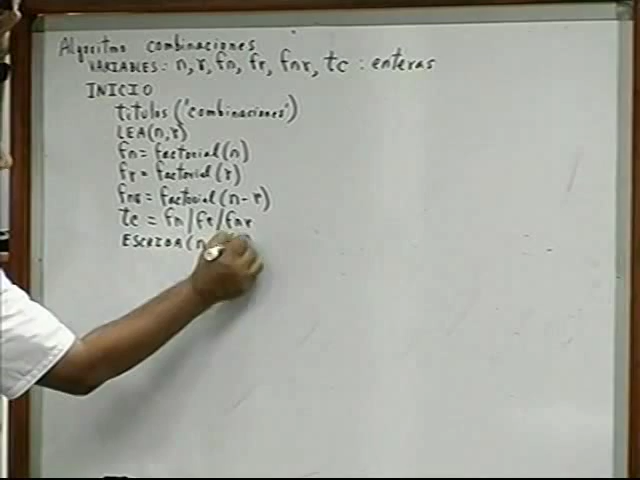 Algoritmo combinaciones
VARIABLES: n, r, fn, fr, fnr, tc : enteras
INICIO
titulos ('combinaciones')
LEA(n,r)
fn = factorial(n)
fr = factorial(r)
fnr = factorial(n-r)
tc = fn/fr/fnr
ESCRIBA(n